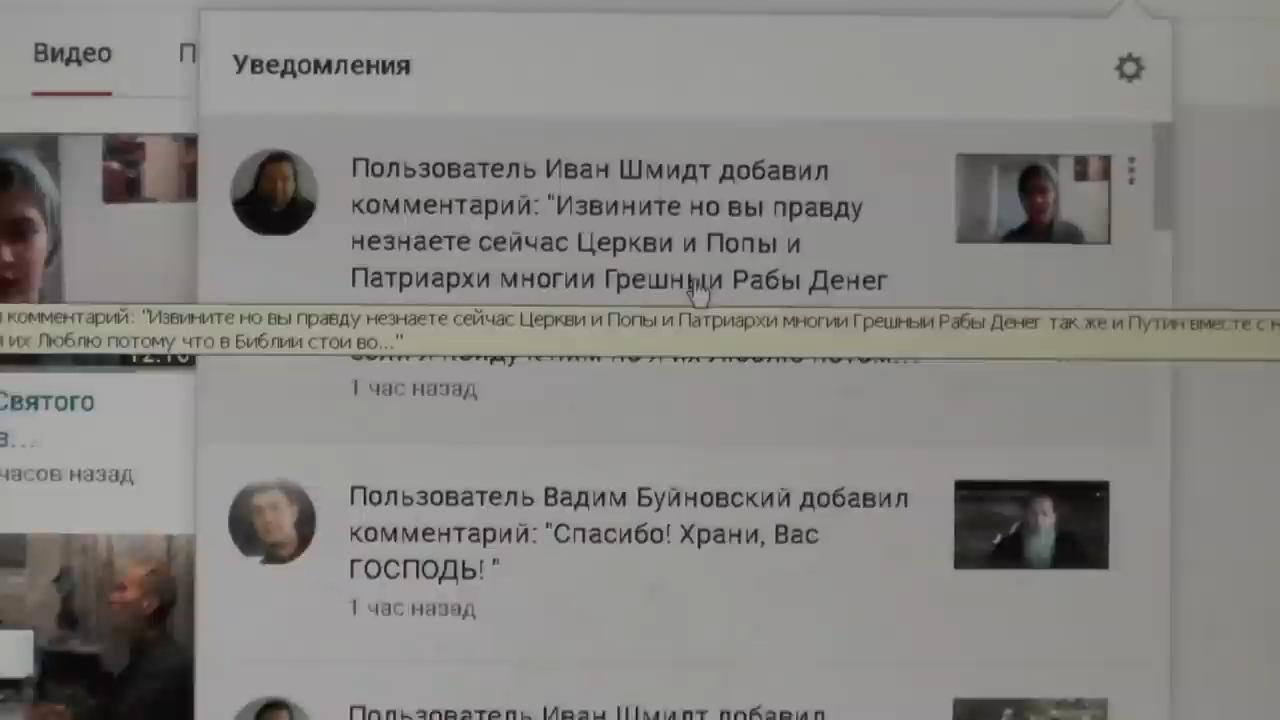 Видео
П
Уведомления
Пользователь Иван Шмидт добавил
комментарий: "Извините но вы правду
незнаете сейчас Церкви и Попы и
Патриархи многии Грешныи Рабы Денег
комментарий: "Извините но вы правду незнаете сейчас Церкви и Попы и Патриархи многии Грешныи Рабы Денег так же и Путин вместе с н
их Люблю потому что в Библии стои во..."
12:10
1 час назад
Святого
в...
часов назад
Пользователь Вадим Буйновский добавил
комментарий: "Спасибо! Храни, Вас
ГОСПОДЬ! "
1 час назад
Пользователь Иван Шмидт добавил